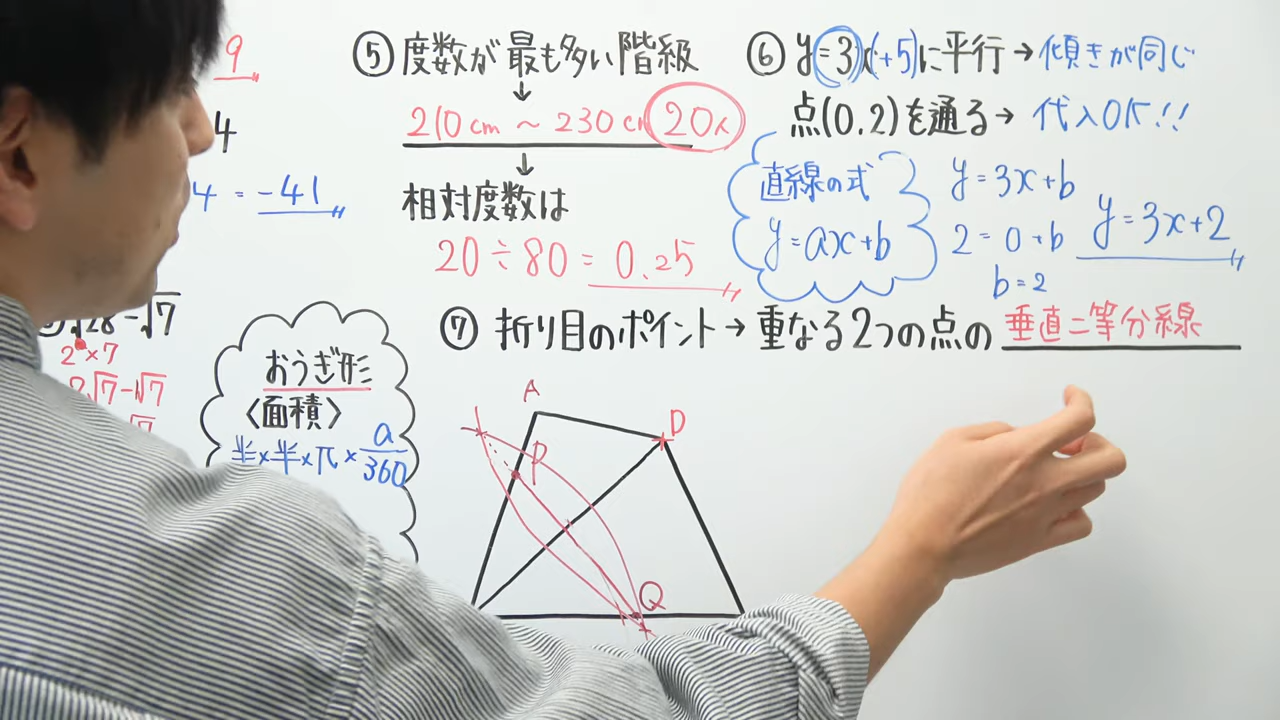 9
4
4 = -41
√28-√7
2²×7
2√7-√7
おうぎ形
〈面積〉
半×半×π×a/360
⑤ 度数が最も多い階級
↓
210cm ~ 230c 20人
↓
相対度数は
20÷80 = 0.25
⑥ y=3x(+5)に平行→傾きが同じ
点(0.2)を通る→ 代入OK!!
直線の式
y=ax+b
y=3x+b
2=0+b
b=2
y=3x+2
⑦ 折り目のポイント→重なる2つの点の 垂直二等分線
A
D
P
Q